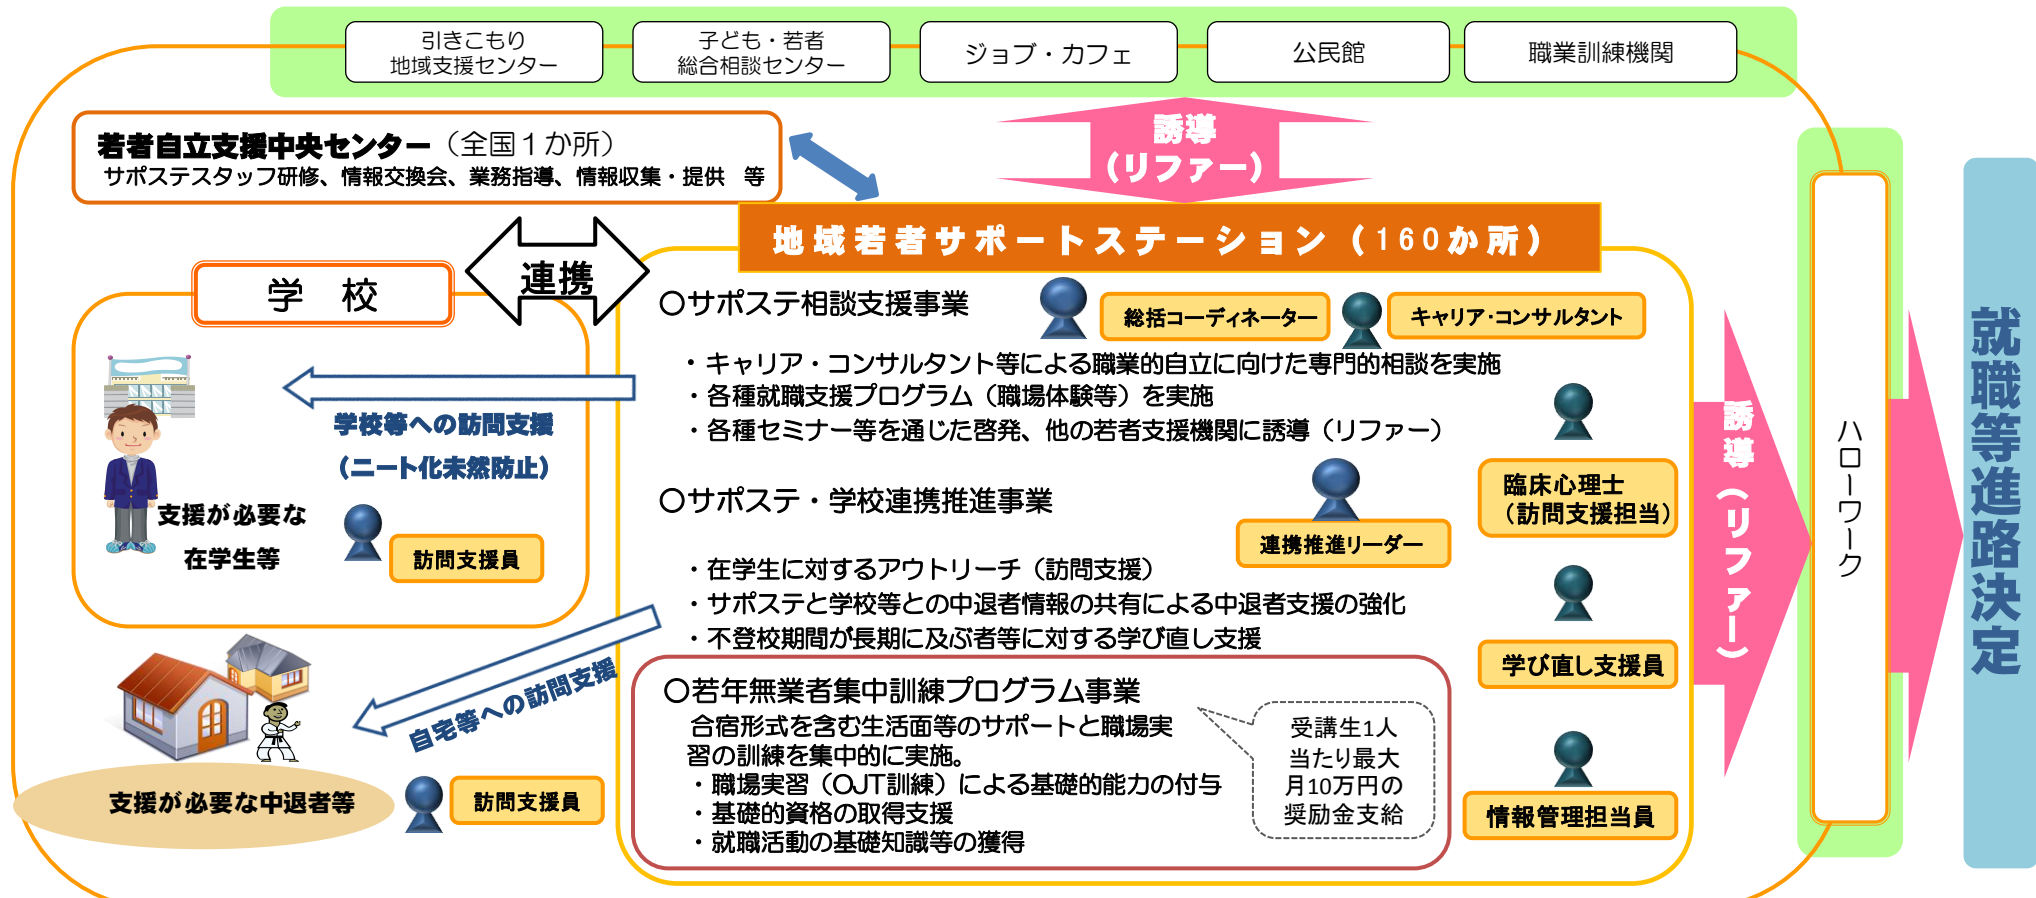 引きこもり
地域支援センター
子ども・若者
総合相談センター
ジョブ・カフェ
公民館
職業訓練機関
若者自立支援中央センター（全国１か所）
サポステスタッフ研修、情報交換会、業務指導、情報収集・提供　等
誘導
（リファー）
地域若者サポートステーション（160か所）
連携
学　校
〇サポステ相談支援事業
総括コーディネーター
キャリア・コンサルタント
・キャリア・コンサルタント等による職業的自立に向けた専門的相談を実施
・各種就職支援プログラム（職場体験等）を実施
・各種セミナー等を通じた啓発、他の若者支援機関に誘導（リファー）
学校等への訪問支援
（ニート化未然防止）
支援が必要な
在学生等
訪問支援員
〇サポステ・学校連携推進事業
連携推進リーダー
臨床心理士
（訪問支援担当）
・在学生に対するアウトリーチ（訪問支援）
・サポステと学校等との中退者情報の共有による中退者支援の強化
・不登校期間が長期に及ぶ者等に対する学び直し支援
学び直し支援員
自宅等への訪問支援
支援が必要な中退者等
訪問支援員
〇若年無業者集中訓練プログラム事業
合宿形式を含む生活面等のサポートと職場実
習の訓練を集中的に実施。
・職場実習（OJT訓練）による基礎的能力の付与
・基礎的資格の取得支援
・就職活動の基礎知識等の獲得
受講生1人
当たり最大
月10万円の
奨励金支給
情報管理担当員
誘導（リファー）
ハローワーク
就職等進路決定